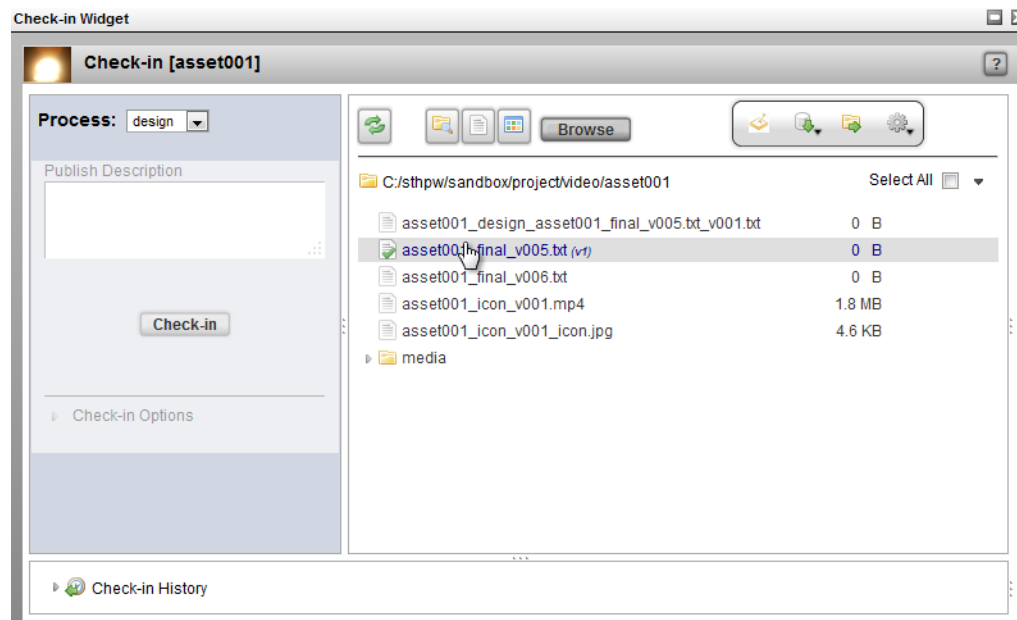 Check-in Widget
Check-in [asset001]
?
Process: design
Publish Description
Check-in
Check-in Options
Browse
C:/sthpw/sandbox/project/video/asset001 Select All
asset001_design_asset001_final_v005.txt_v001.txt 0 B
asset001_final_v005.txt (v1) 0 B
asset001_final_v006.txt 0 B
asset001_icon_v001.mp4 1.8 MB
asset001_icon_v001_icon.jpg 4.6 KB
media
Check-in History